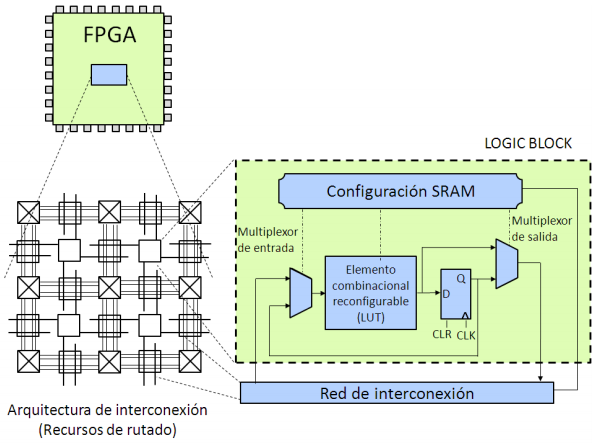 FPGA
LOGIC BLOCK
Configuración SRAM
Multiplexor
de entrada
Multiplexor
de salida
Elemento
combinacional
reconfigurable
(LUT)
Q
D
CLR
CLK
Red de interconexión
Arquitectura de interconexión
(Recursos de rutado)